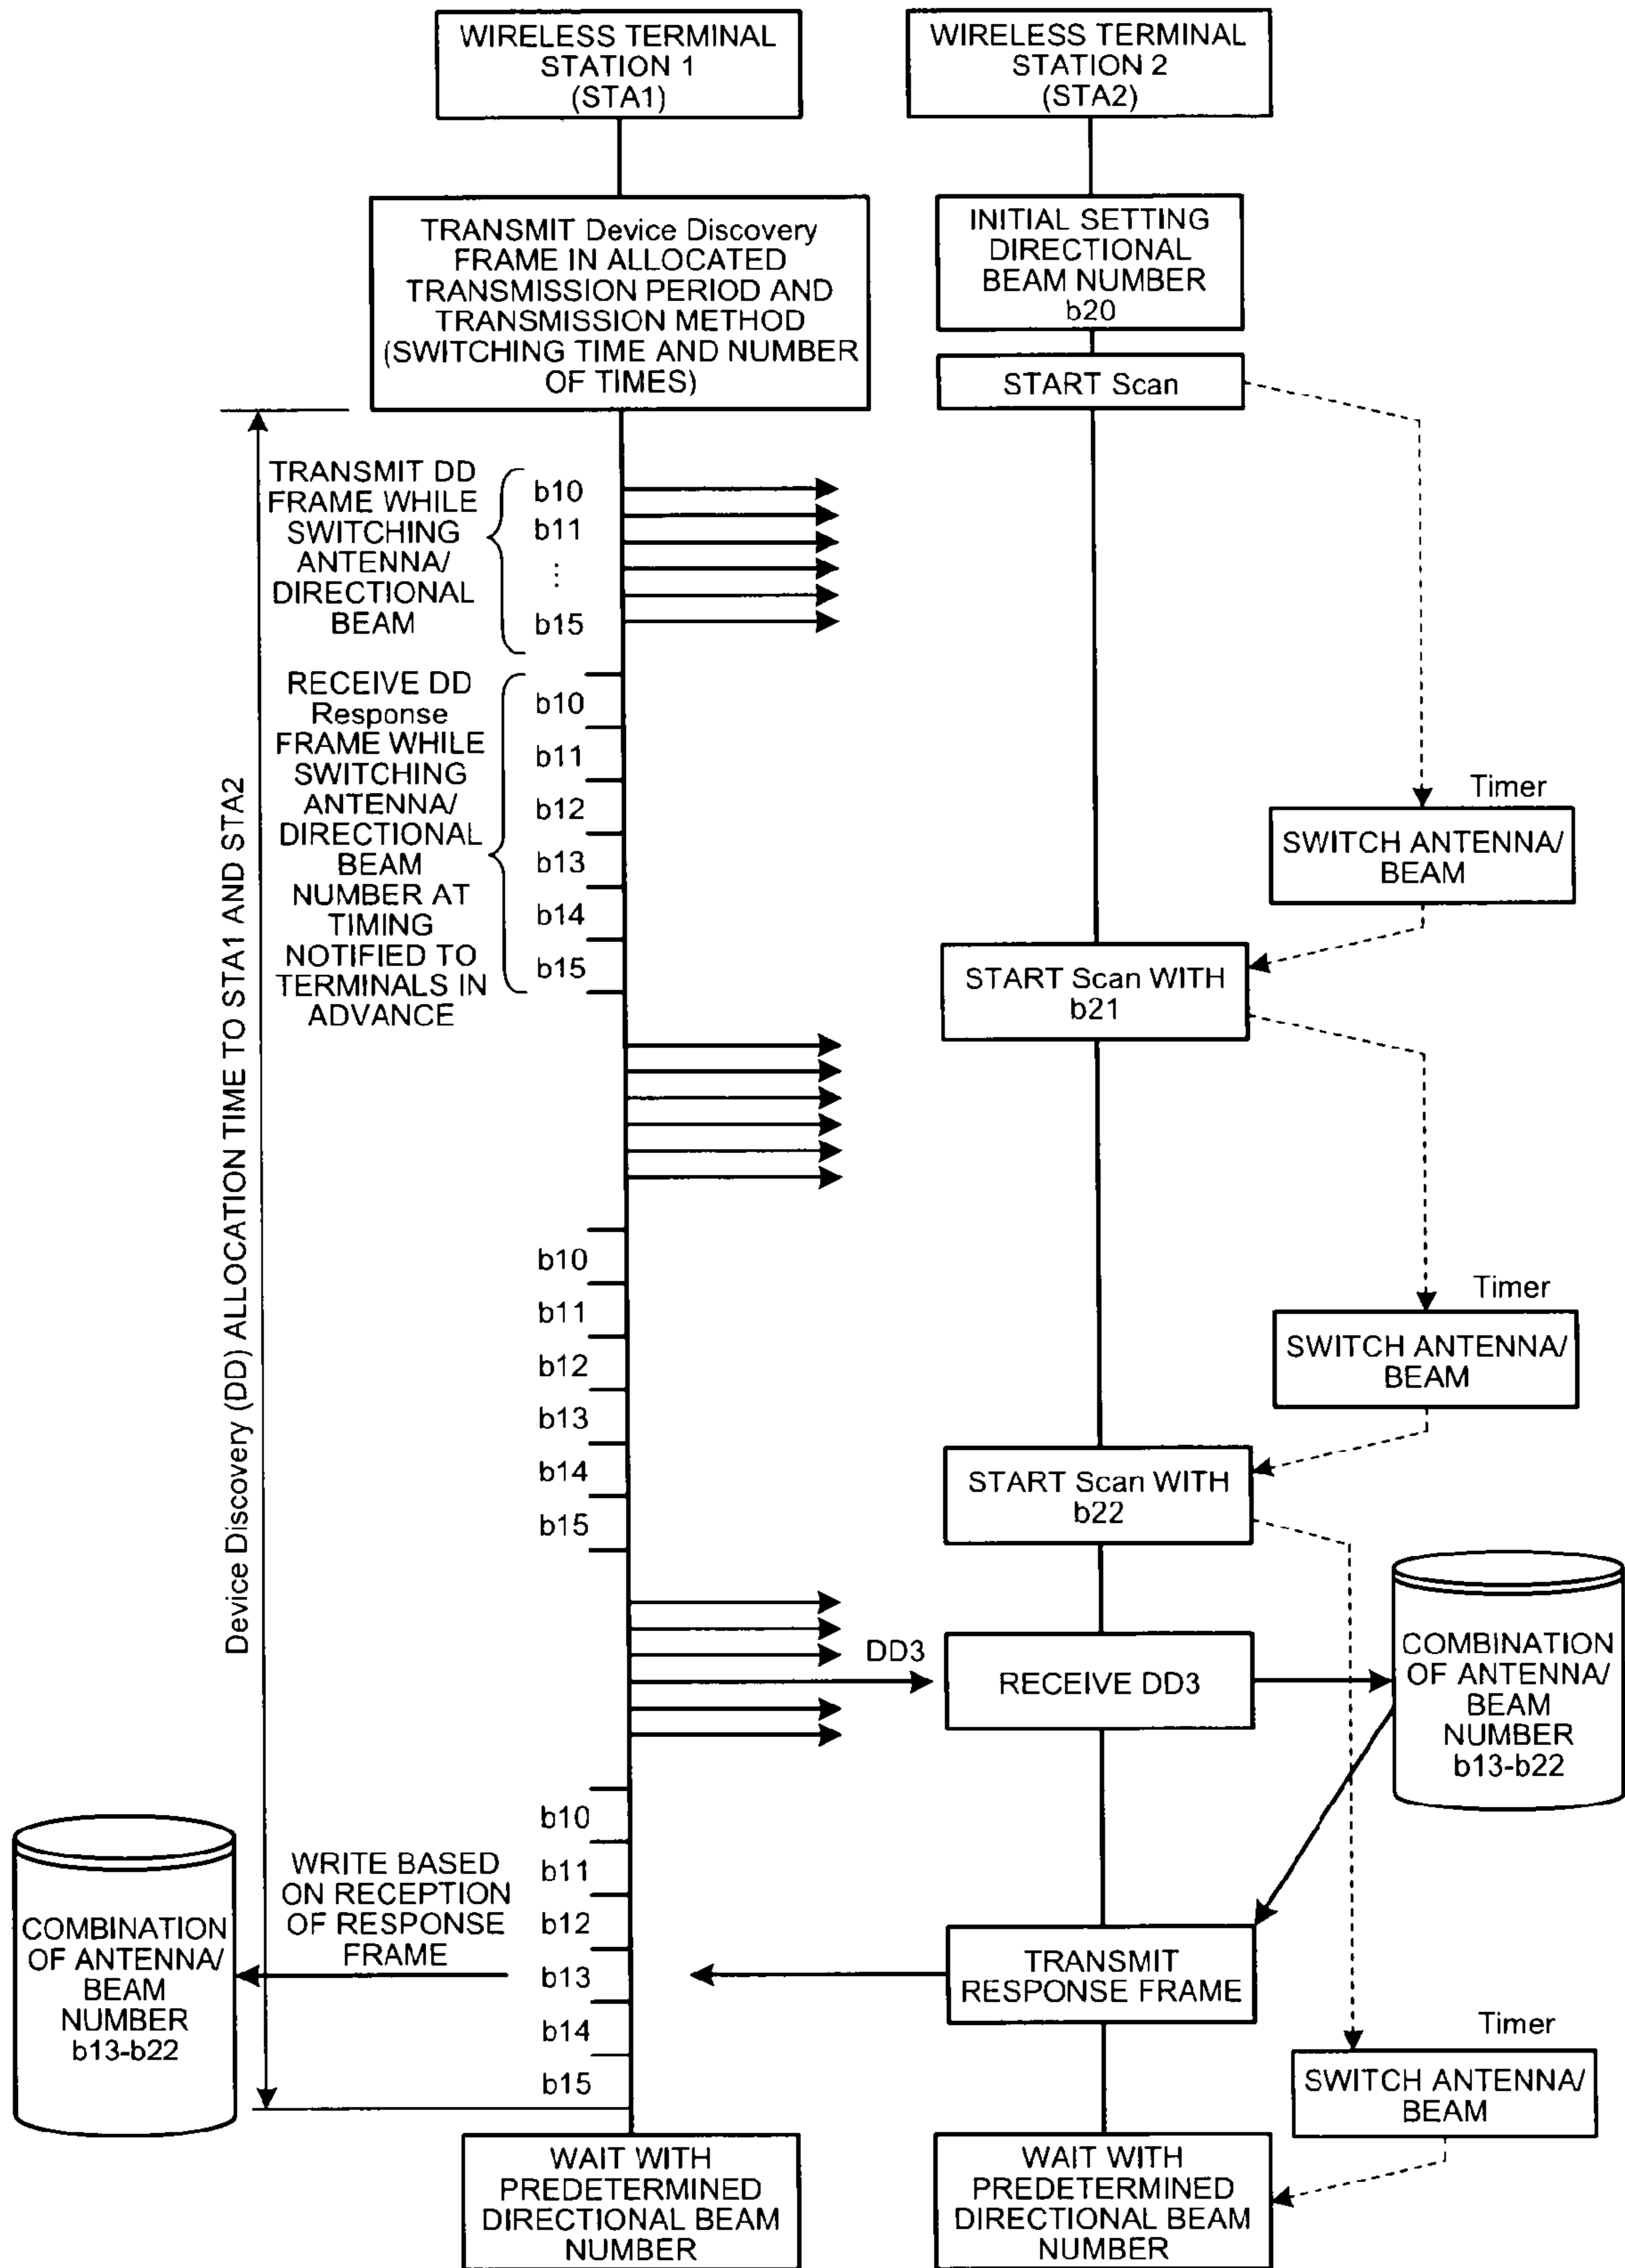 WIRELESS TERMINAL
STATION 1
(STA1)
WIRELESS TERMINAL
STATION 2
(STA2)
TRANSMIT Device Discovery
FRAME IN ALLOCATED
TRANSMISSION PERIOD AND
TRANSMISSION METHOD
(SWITCHING TIME AND NUMBER
OF TIMES)
INITIAL SETTING
DIRECTIONAL
BEAM NUMBER
b20
START Scan
Device Discovery (DD) ALLOCATION TIME TO STA1 AND STA2
TRANSMIT DD
FRAME WHILE
SWITCHING
ANTENNA/
DIRECTIONAL
BEAM
b10
b11
⋮
b15
RECEIVE DD
Response
FRAME WHILE
SWITCHING
ANTENNA/
DIRECTIONAL
BEAM
NUMBER AT
TIMING
NOTIFIED TO
TERMINALS IN
ADVANCE
b10
b11
b12
b13
b14
b15
Timer
SWITCH ANTENNA/
BEAM
START Scan WITH
b21
b10
b11
b12
b13
b14
b15
Timer
SWITCH ANTENNA/
BEAM
START Scan WITH
b22
DD3
RECEIVE DD3
COMBINATION
OF ANTENNA/
BEAM
NUMBER
b13-b22
b10
b11
b12
b13
b14
b15
WRITE BASED
ON RECEPTION
OF RESPONSE
FRAME
COMBINATION
OF ANTENNA/
BEAM
NUMBER
b13-b22
TRANSMIT
RESPONSE FRAME
Timer
SWITCH ANTENNA/
BEAM
WAIT WITH
PREDETERMINED
DIRECTIONAL BEAM
NUMBER
WAIT WITH
PREDETERMINED
DIRECTIONAL BEAM
NUMBER